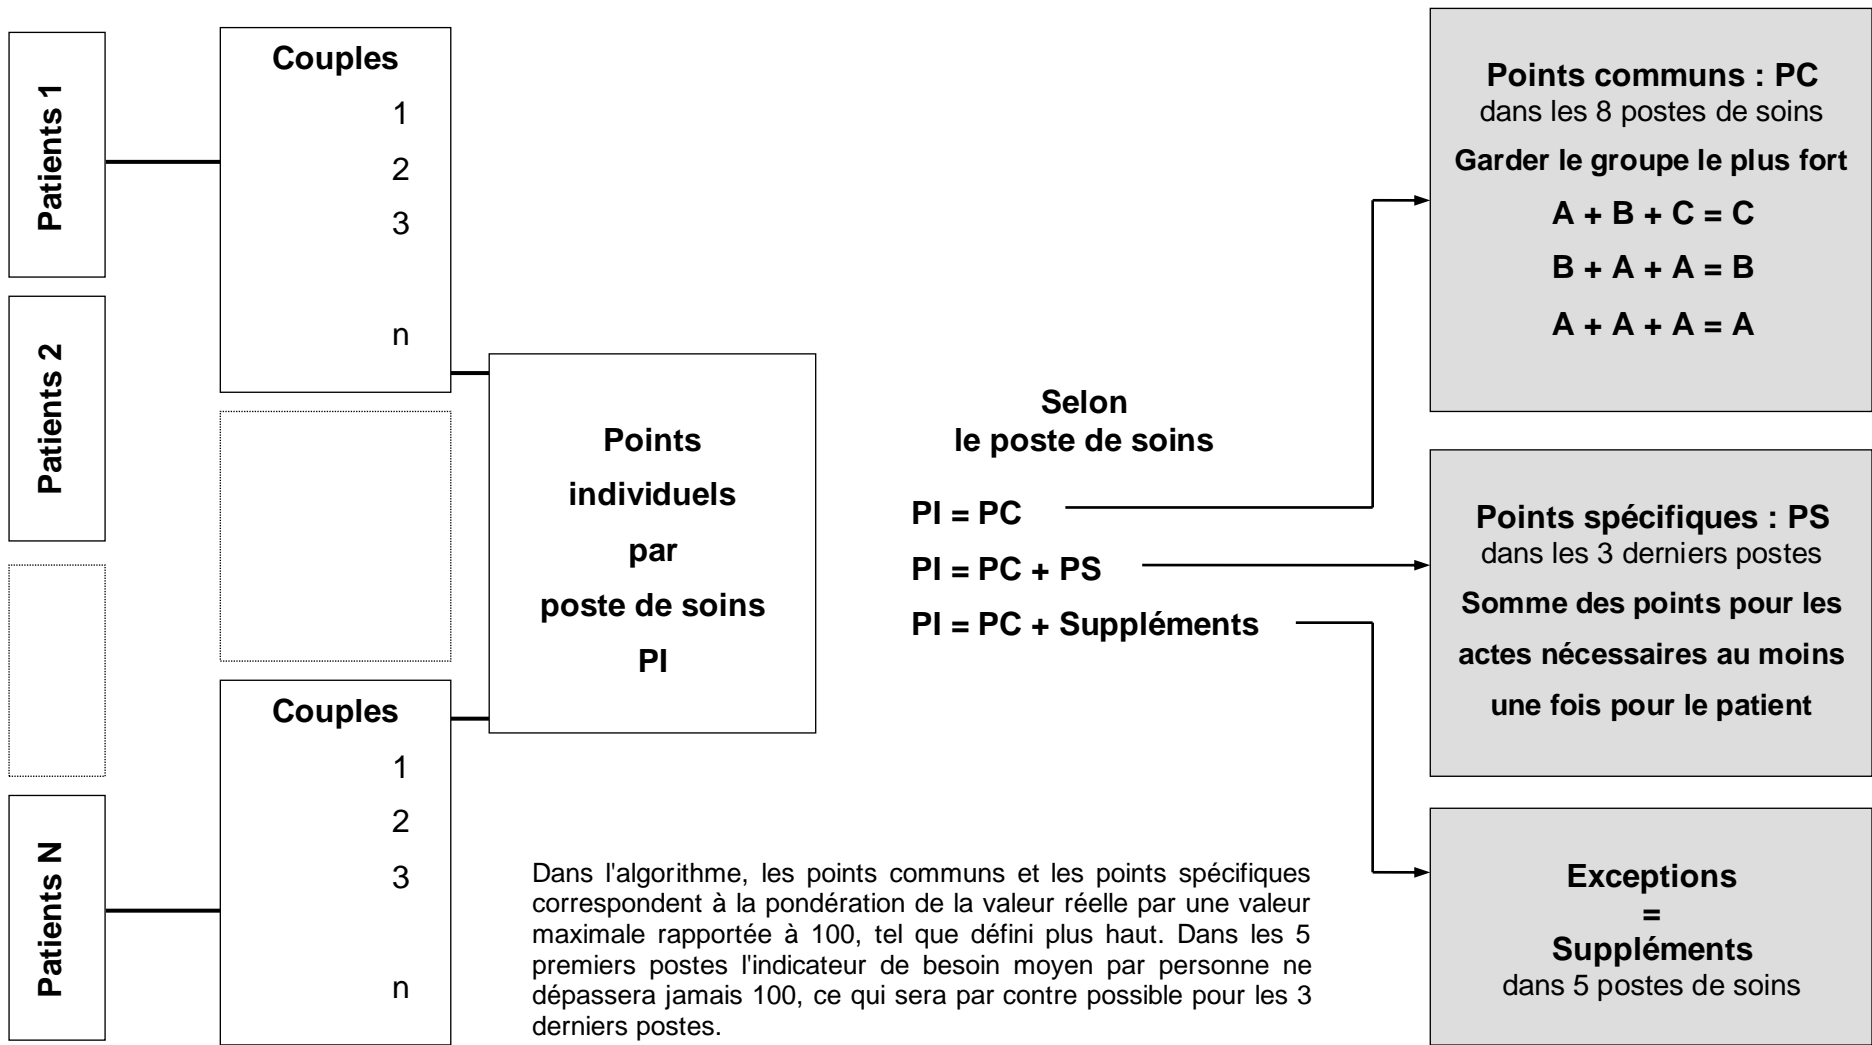 Patients 1
Patients 2
Patients N
Couples
1
2
3
n
Couples
1
2
3
n
Points
individuels
par
poste de soins
PI
Selon
le poste de soins
PI = PC
PI = PC + PS
PI = PC + Suppléments
Points communs : PC
dans les 8 postes de soins
Garder le groupe le plus fort
A + B + C = C
B + A + A = B
A + A + A = A
Points spécifiques : PS
dans les 3 derniers postes
Somme des points pour les
actes nécessaires au moins
une fois pour le patient
Exceptions
=
Suppléments
dans 5 postes de soins
Dans l'algorithme, les points communs et les points spécifiques
correspondent à la pondération de la valeur réelle par une valeur
maximale rapportée à 100, tel que défini plus haut. Dans les 5
premiers postes l'indicateur de besoin moyen par personne ne
dépassera jamais 100, ce qui sera par contre possible pour les 3
derniers postes.